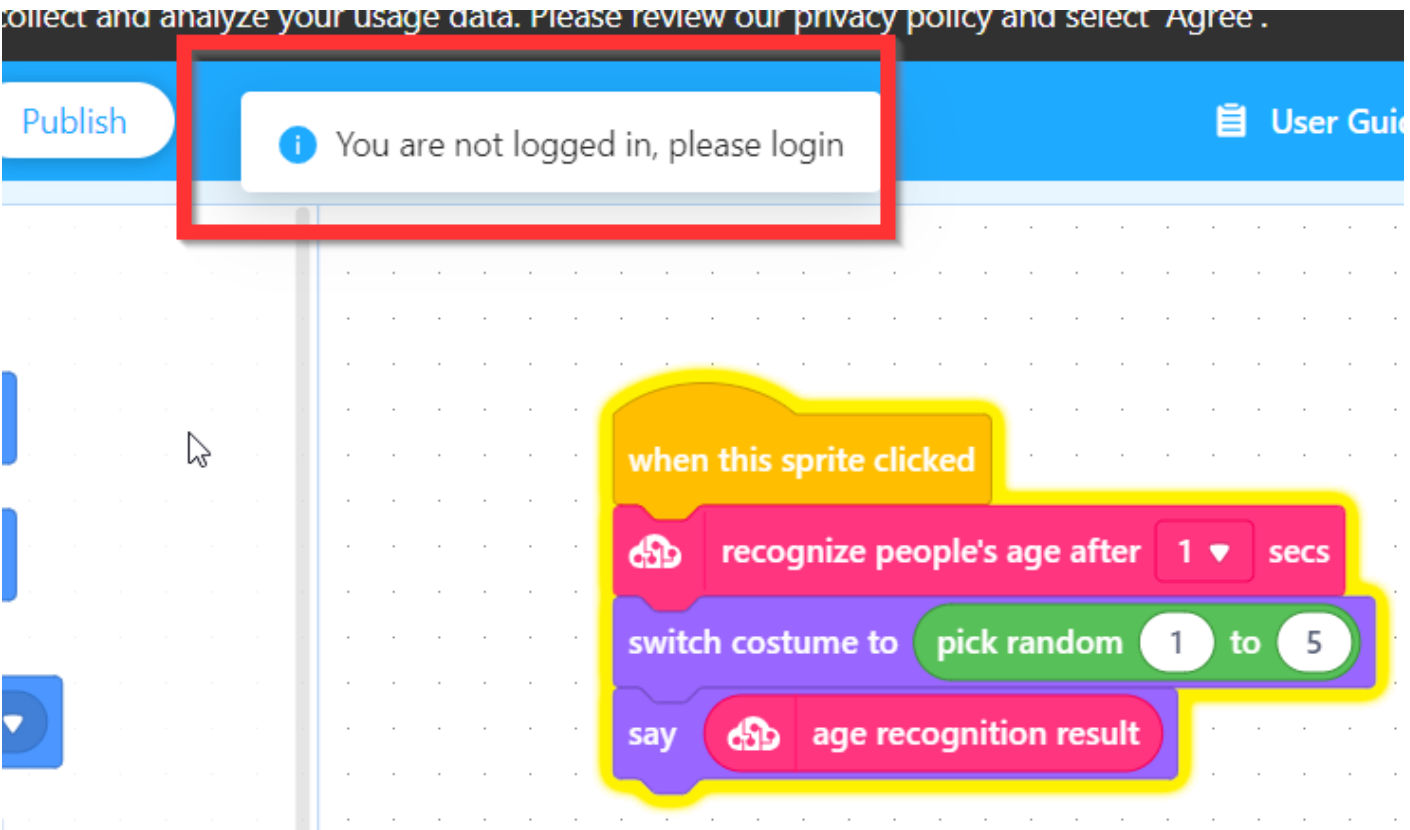 collect and analyze your usage data. Please review our privacy policy and select 'Agree'.
Publish
You are not logged in, please login
User Guid
when this sprite clicked
recognize people's age after 1 secs
switch costume to pick random 1 to 5
say age recognition result